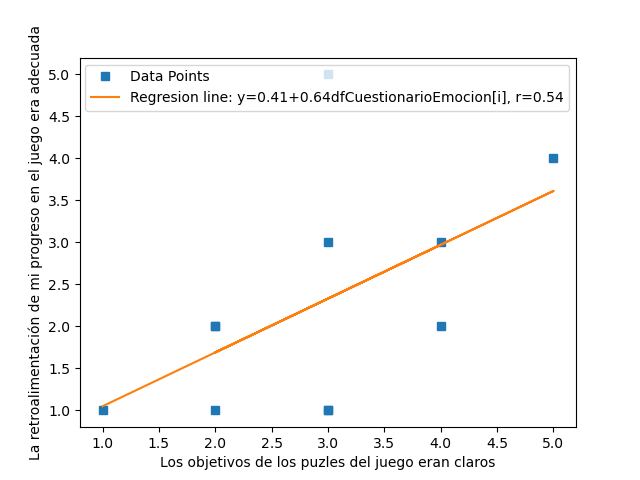 La retroalimentación de mi progreso en el juego era adecuada
5.0
4.5
4.0
3.5
3.0
2.5
2.0
1.5
1.0
Data Points
Regresion line: y=0.41+0.64dfCuestionarioEmocion[i], r=0.54
1.0 1.5 2.0 2.5 3.0 3.5 4.0 4.5 5.0
Los objetivos de los puzles del juego eran claros